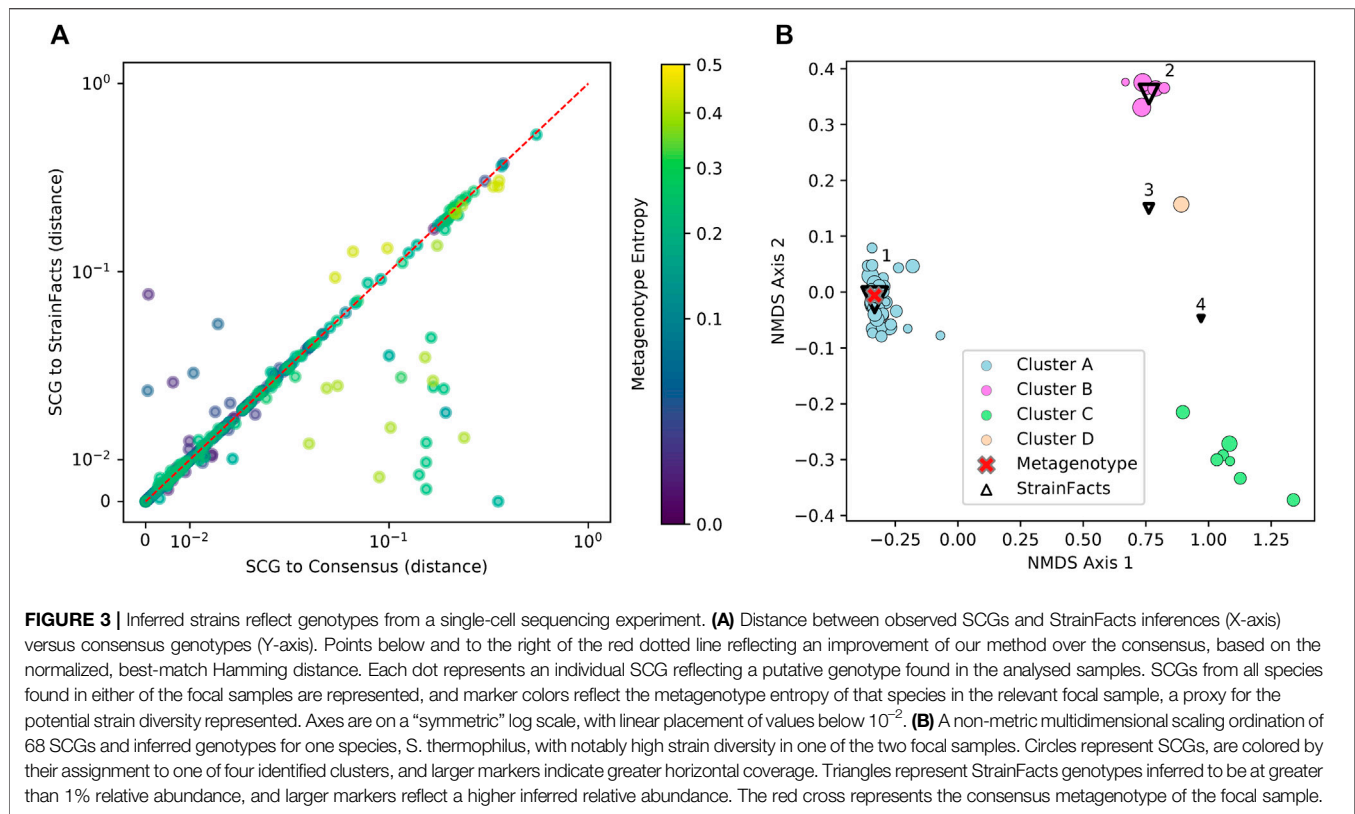 A
B
10⁰
10⁻¹
10⁻²
0
SCG to StrainFacts (distance)
0
10⁻²
10⁻¹
10⁰
SCG to Consensus (distance)
0.5
0.4
0.3
0.2
0.1
0.0
Metagenotype Entropy
0.4
0.3
0.2
0.1
0.0
−0.1
−0.2
−0.3
−0.4
NMDS Axis 2
2
3
1
4
Cluster A
Cluster B
Cluster C
Cluster D
Metagenotype
StrainFacts
−0.25
0.00
0.25
0.50
0.75
1.00
1.25
NMDS Axis 1
FIGURE 3 | Inferred strains reflect genotypes from a single-cell sequencing experiment. (A) Distance between observed SCGs and StrainFacts inferences (X-axis)
versus consensus genotypes (Y-axis). Points below and to the right of the red dotted line reflecting an improvement of our method over the consensus, based on the
normalized, best-match Hamming distance. Each dot represents an individual SCG reflecting a putative genotype found in the analysed samples. SCGs from all species
found in either of the focal samples are represented, and marker colors reflect the metagenotype entropy of that species in the relevant focal sample, a proxy for the
potential strain diversity represented. Axes are on a “symmetric” log scale, with linear placement of values below 10⁻². (B) A non-metric multidimensional scaling ordination of
68 SCGs and inferred genotypes for one species, S. thermophilus, with notably high strain diversity in one of the two focal samples. Circles represent SCGs, are colored by
their assignment to one of four identified clusters, and larger markers indicate greater horizontal coverage. Triangles represent StrainFacts genotypes inferred to be at greater
than 1% relative abundance, and larger markers reflect a higher inferred relative abundance. The red cross represents the consensus metagenotype of the focal sample.